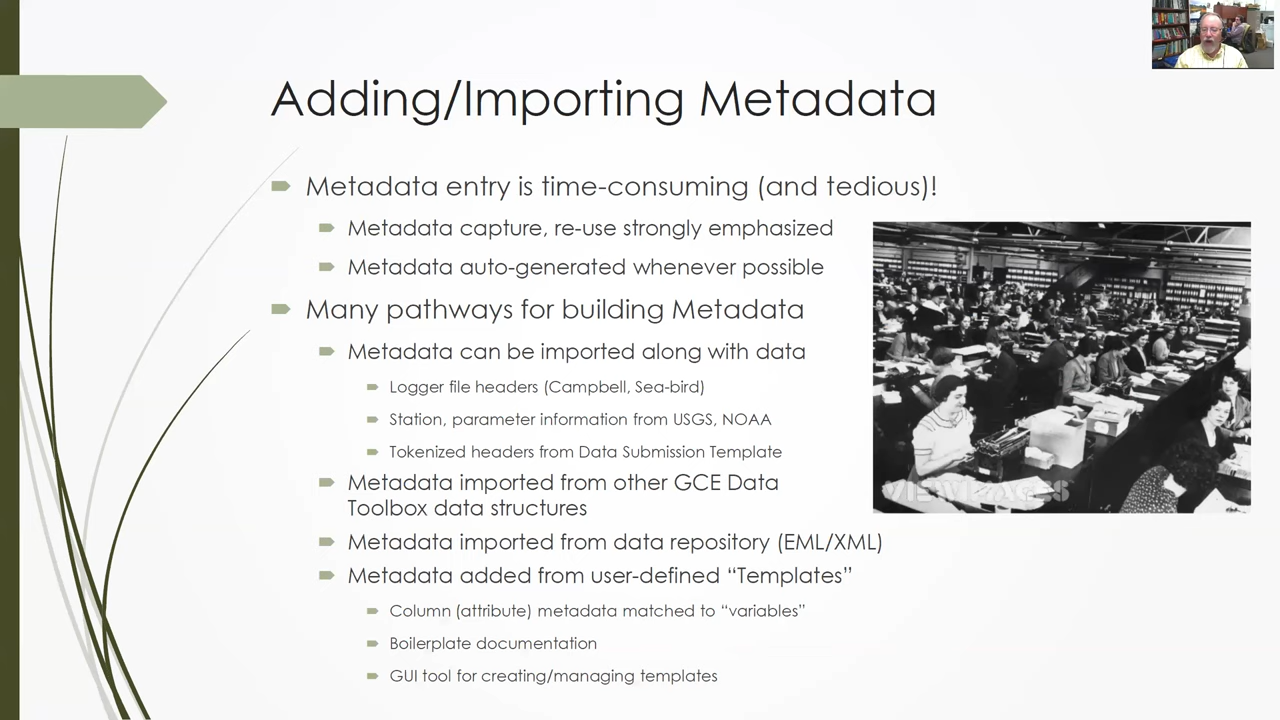 Adding/Importing Metadata
Metadata entry is time-consuming (and tedious)!
Metadata capture, re-use strongly emphasized
Metadata auto-generated whenever possible
Many pathways for building Metadata
Metadata can be imported along with data
Logger file headers (Campbell, Sea-bird)
Station, parameter information from USGS, NOAA
Tokenized headers from Data Submission Template
Metadata imported from other GCE Data
Toolbox data structures
Metadata imported from data repository (EML/XML)
Metadata added from user-defined “Templates”
Column (attribute) metadata matched to “variables”
Boilerplate documentation
GUI tool for creating/managing templates